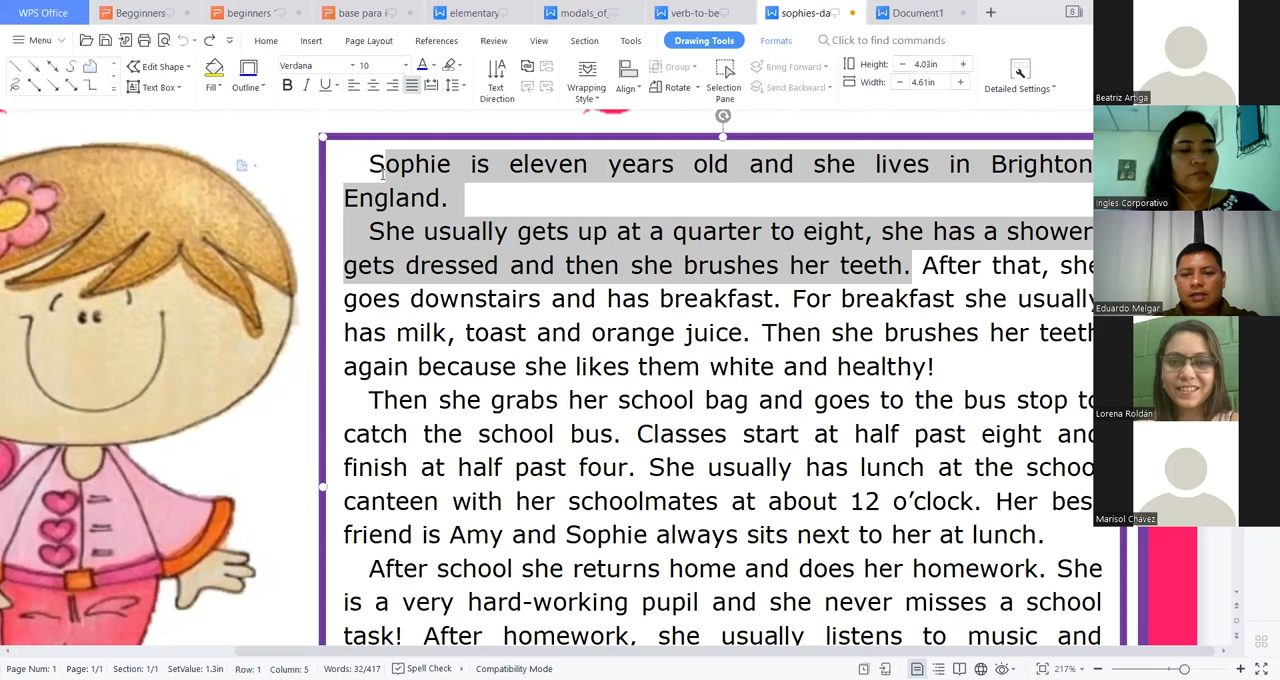 WPS Office Begginners beginners base para i elementary modals_of_ verb-to-be sophies-da Document1 8
Menu Home Insert Page Layout References Review View Section Tools Drawing Tools Formats Click to find commands
Edit Shape Verdana 10 Group Bring Forward Height: 4.03in
Text Box Fill Outline B I U Text Direction Wrapping Style Align Rotate Selection Pane Send Backward Width: 4.61in Detailed Settings
Sophie is eleven years old and she lives in Brighton
England.
She usually gets up at a quarter to eight, she has a shower
gets dressed and then she brushes her teeth. After that, she
goes downstairs and has breakfast. For breakfast she usually
has milk, toast and orange juice. Then she brushes her teeth
again because she likes them white and healthy!
Then she grabs her school bag and goes to the bus stop to
catch the school bus. Classes start at half past eight and
finish at half past four. She usually has lunch at the school
canteen with her schoolmates at about 12 o’clock. Her best
friend is Amy and Sophie always sits next to her at lunch.
After school she returns home and does her homework. She
is a very hard-working pupil and she never misses a school
task! After homework, she usually listens to music and
Beatriz Artiga
Ingles Corporativo
Eduardo Melgar
Lorena Roldán
Marisol Chávez
Page Num: 1 Page: 1/1 Section: 1/1 SetValue: 1.3in Row: 1 Column: 5 Words: 32/417 Spell Check Compatibility Mode 217%